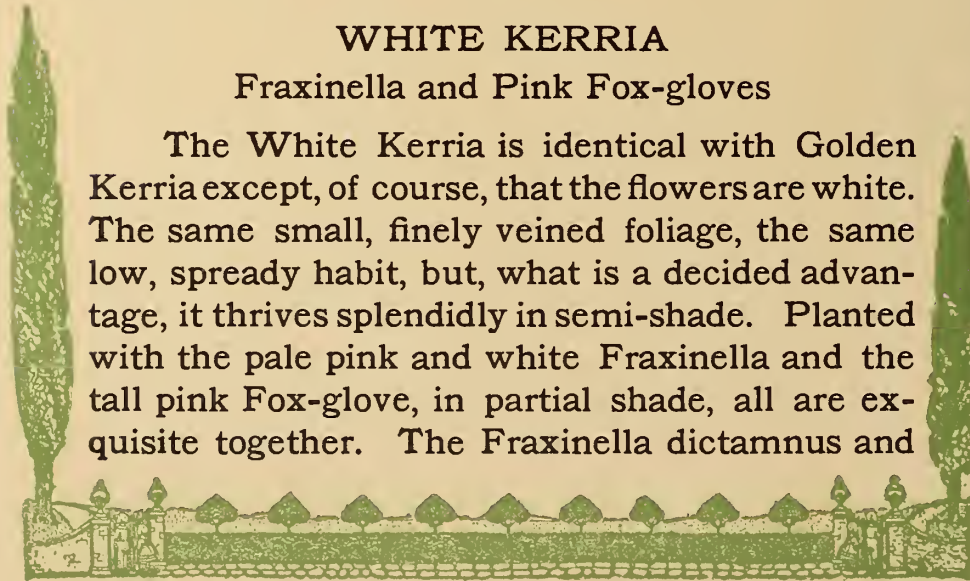 WHITE KERRIA
Fraxinella and Pink Fox-gloves
The White Kerria is identical with Golden
Kerria except, of course, that the flowers are white.
The same small, finely veined foliage, the same
low, spready habit, but, what is a decided advan-
tage, it thrives splendidly in semi-shade. Planted
with the pale pink and white Fraxinella and the
tall pink Fox-glove, in partial shade, all are ex-
quisite together. The Fraxinella dictamnus and